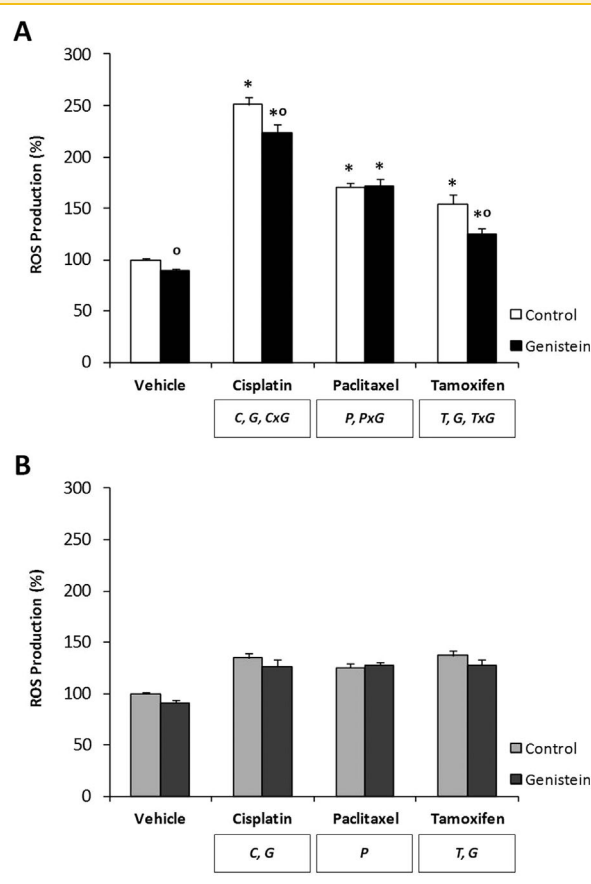 A
300
250
200
150
100
50
0
ROS Production (%)
*
*o
*
*
*
*o
o
Control
Genistein
Vehicle Cisplatin Paclitaxel Tamoxifen
C, G, CxG P, PxG T, G, TxG
B
300
250
200
150
100
50
0
ROS Production (%)
Control
Genistein
Vehicle Cisplatin Paclitaxel Tamoxifen
C, G P T, G